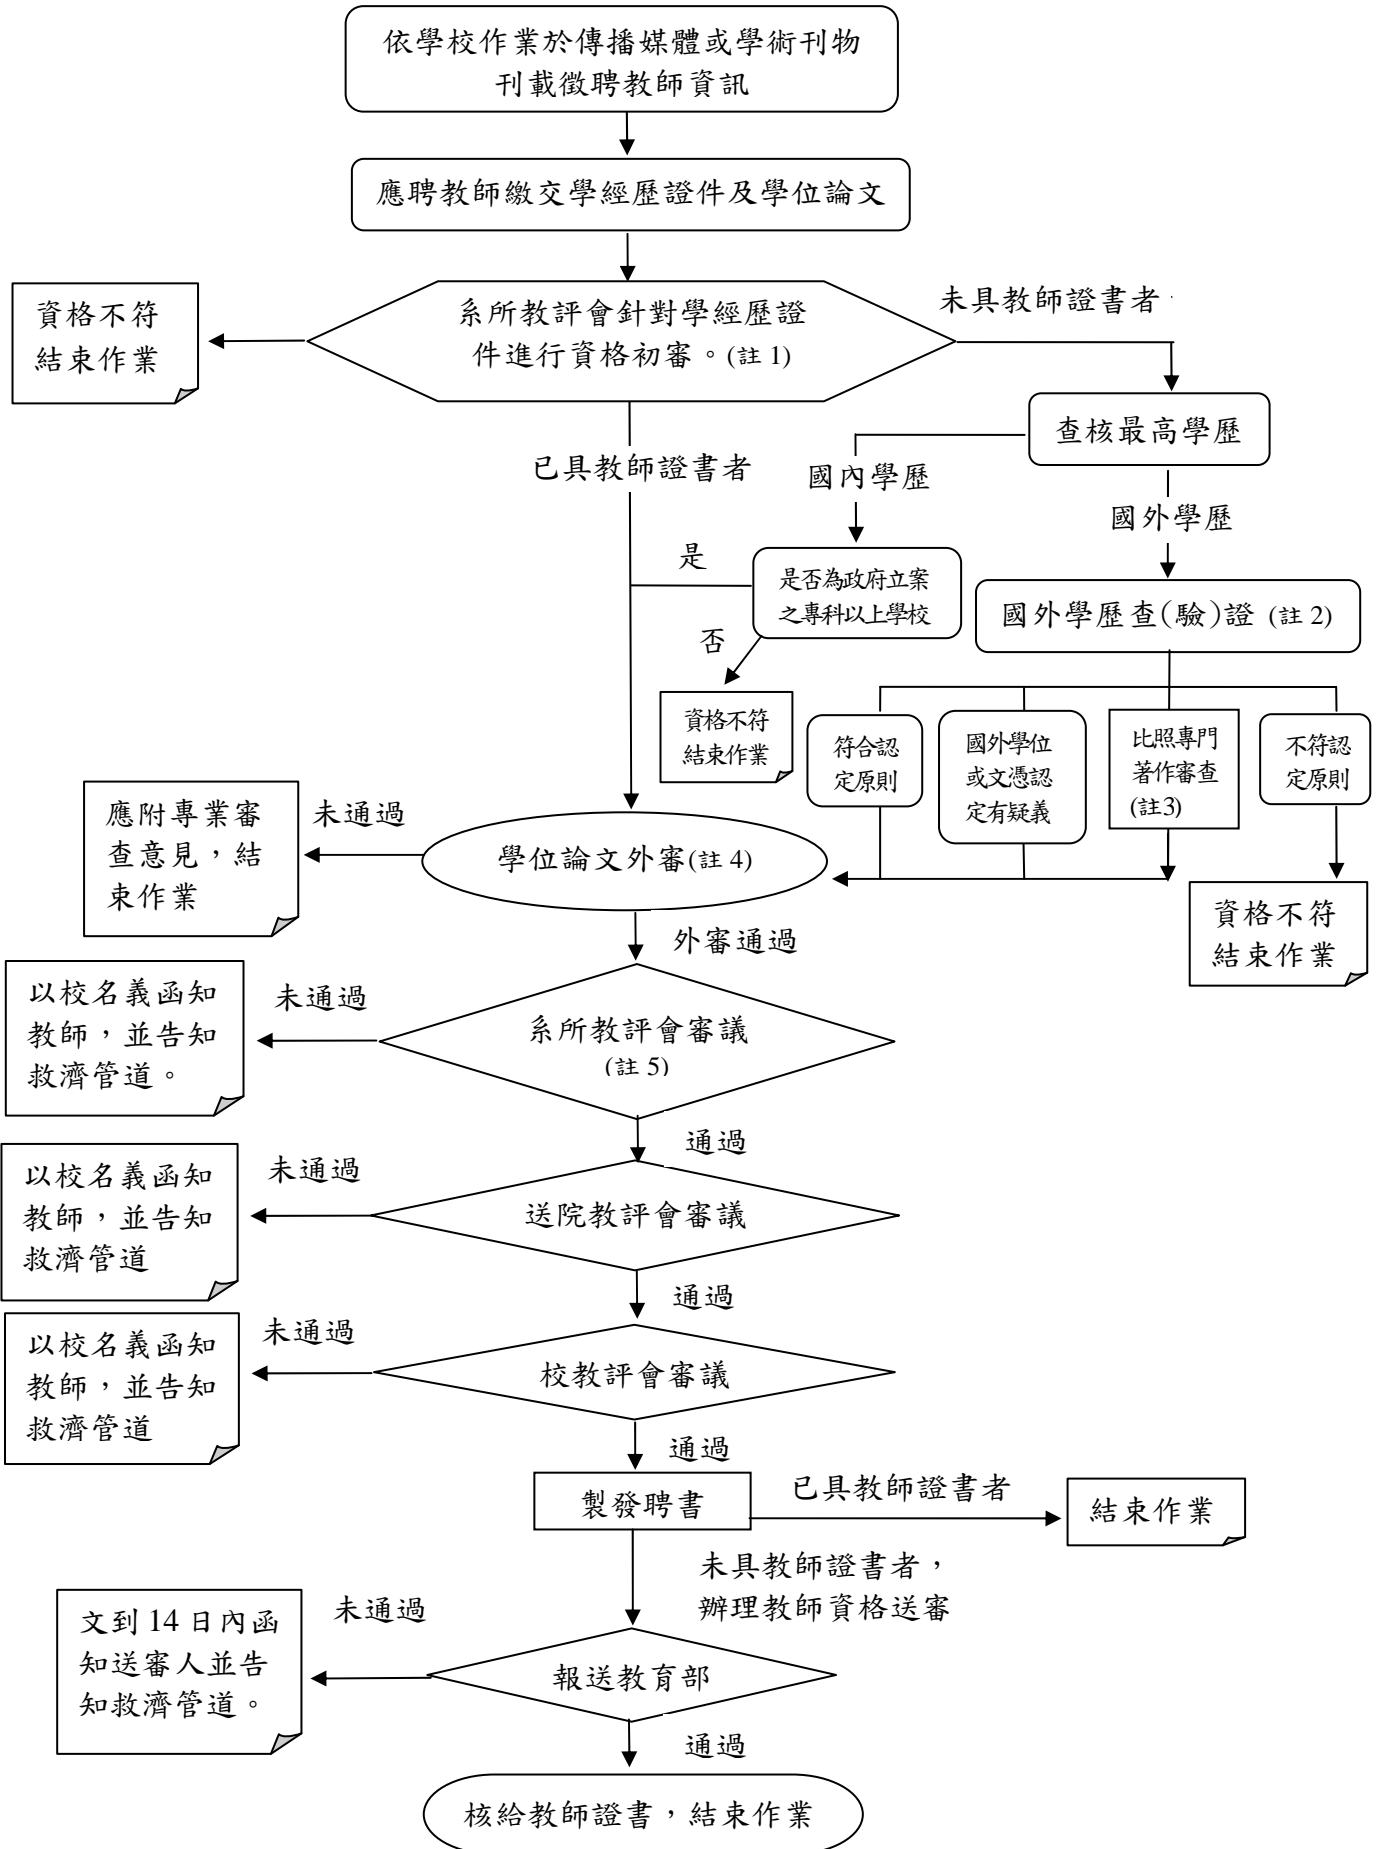 依學校作業於傳播媒體或學術刊物
刊載徵聘教師資訊
應聘教師繳交學經歷證件及學位論文
資格不符
結束作業
系所教評會針對學經歷證
件進行資格初審。(註 1)
未具教師證書者
查核最高學歷
已具教師證書者
國內學歷
國外學歷
是
是否為政府立案
之專科以上學校
國外學歷查(驗)證 (註 2)
否
資格不符
結束作業
符合認
定原則
國外學位
或文憑認
定有疑義
比照專門
著作審查
(註3)
不符認
定原則
應附專業審
查意見，結
束作業
未通過
學位論文外審(註 4)
資格不符
結束作業
外審通過
以校名義函知
教師，並告知
救濟管道。
未通過
系所教評會審議
(註 5)
通過
以校名義函知
教師，並告知
救濟管道
未通過
送院教評會審議
通過
以校名義函知
教師，並告知
救濟管道
未通過
校教評會審議
通過
製發聘書
已具教師證書者
結束作業
未具教師證書者，
辦理教師資格送審
文到 14 日內函
知送審人並告
知救濟管道。
未通過
報送教育部
通過
核給教師證書，結束作業